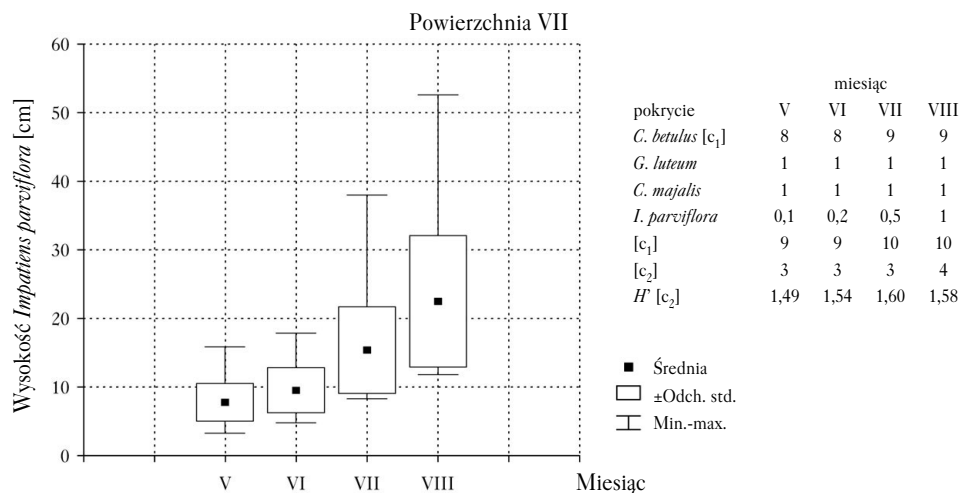 Powierzchnia VII
Wysokość Impatiens parviflora [cm]
60
50
40
30
20
10
0
V VI VII VIII Miesiąc
miesiąc
pokrycie V VI VII VIII
C. betulus [c1] 8 8 9 9
G. luteum 1 1 1 1
C. majalis 1 1 1 1
I. parviflora 0,1 0,2 0,5 1
[c1] 9 9 10 10
[c2] 3 3 3 4
H' [c2] 1,49 1,54 1,60 1,58
Średnia
±Odch. std.
Min.-max.